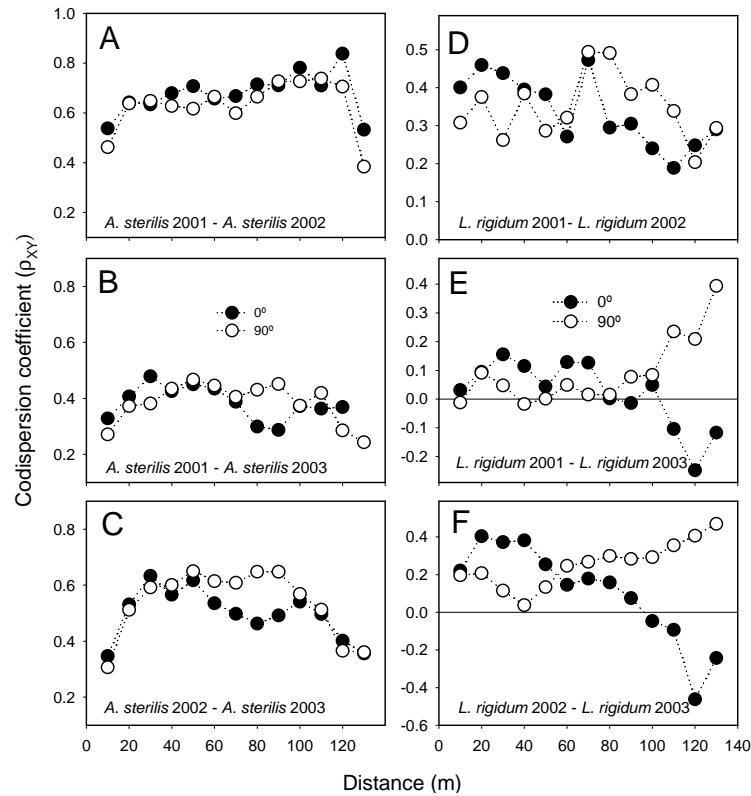 Codispersion coefficient (ρXY)
A
1.0
0.8
0.6
0.4
0.2
A. sterilis 2001 - A. sterilis 2002
D
0.5
0.4
0.3
0.2
0.1
0.0
L. rigidum 2001- L. rigidum 2002
B
0.8
0.6
0.4
0.2
0º
90º
A. sterilis 2001 - A. sterilis 2003
E
0.4
0.3
0.2
0.1
0.0
-0.1
-0.2
0º
90º
L. rigidum 2001 - L. rigidum 2003
C
0.8
0.6
0.4
0.2
A. sterilis 2002 - A. sterilis 2003
0 20 40 60 80 100 120
F
0.4
0.2
0.0
-0.2
-0.4
-0.6
L. rigidum 2002 - L. rigidum 2003
0 20 40 60 80 100 120 140
Distance (m)